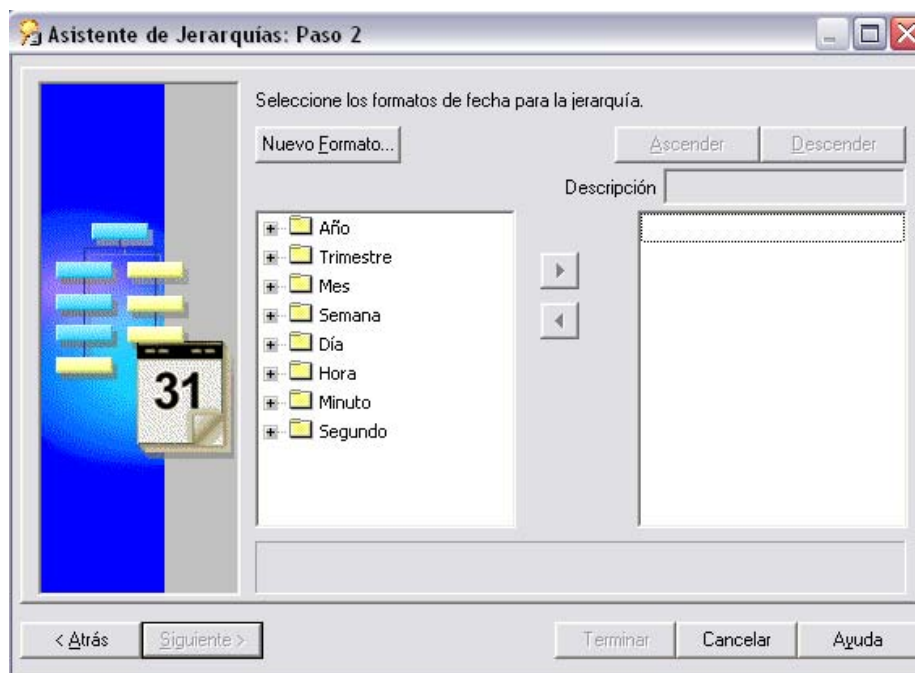 Asistente de Jerarquías: Paso 2
Seleccione los formatos de fecha para la jerarquía.
Nuevo Formato...
Ascender
Descender
Descripción
Año
Trimestre
Mes
Semana
Día
Hora
Minuto
Segundo
31
< Atrás
Siguiente >
Terminar
Cancelar
Ayuda